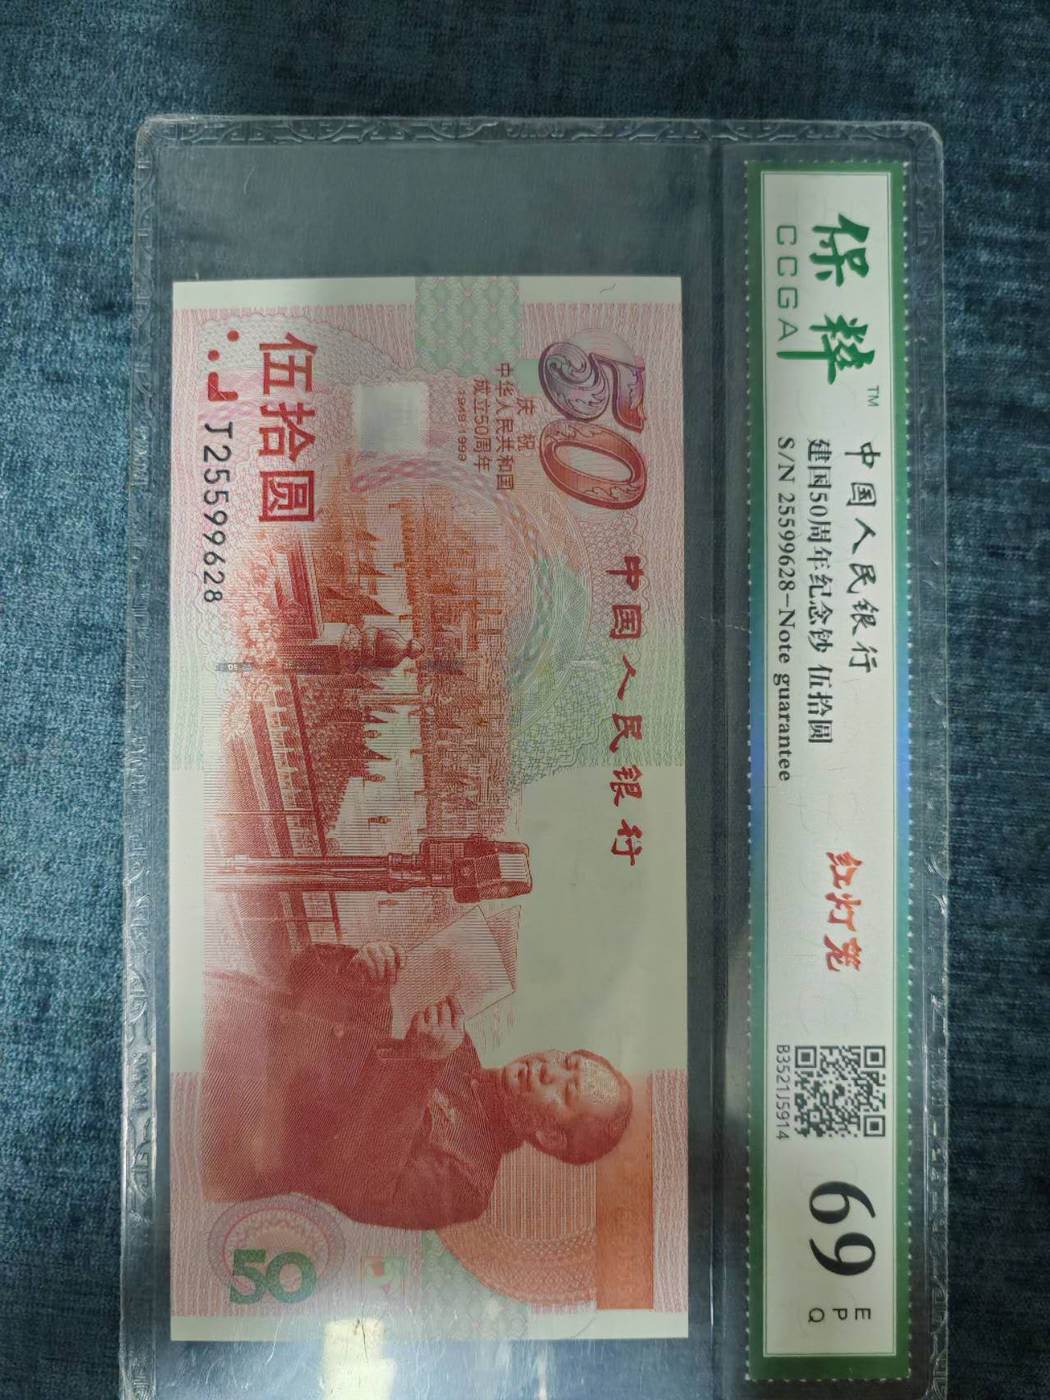 保粹™
CCGA
中国人民银行
建国50周年纪念钞 伍拾圆
S/N 25599628-Note guarantee
红灯笼
B3521J5914
69
EPQ
50
中国人民银行
庆祝
中华人民共和国
成立50周年
1949-1999
伍拾圆
J25599628
50